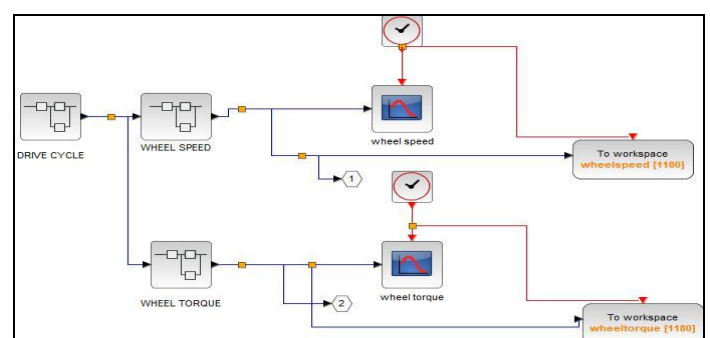 wheel speed
DRIVE CYCLE
WHEEL SPEED
To workspace
wheelspeed [1180]
1
WHEEL TORQUE
wheel torque
2
To workspace
wheeltorque [1180]